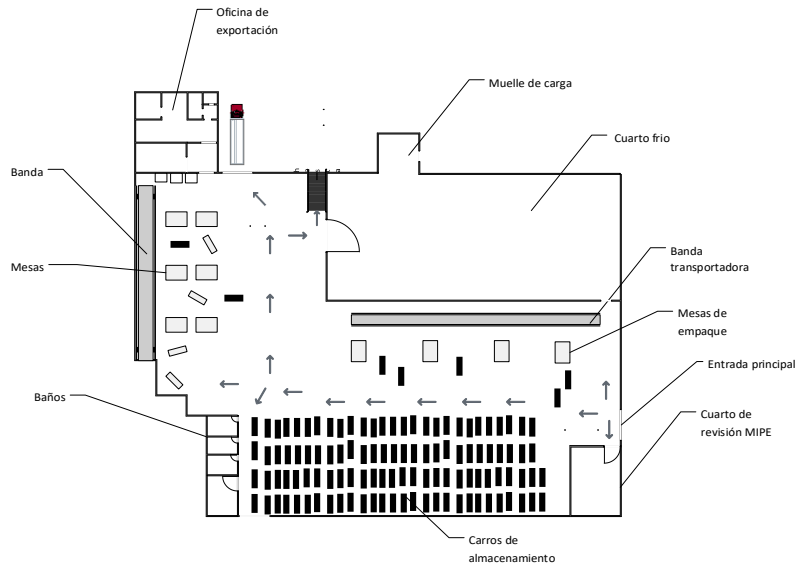 Oficina de
exportación
Muelle de carga
Cuarto frio
Banda
Banda
transportadora
Mesas
Mesas de
empaque
Entrada principal
Baños
Cuarto de
revisión MIPE
Carros de
almacenamiento